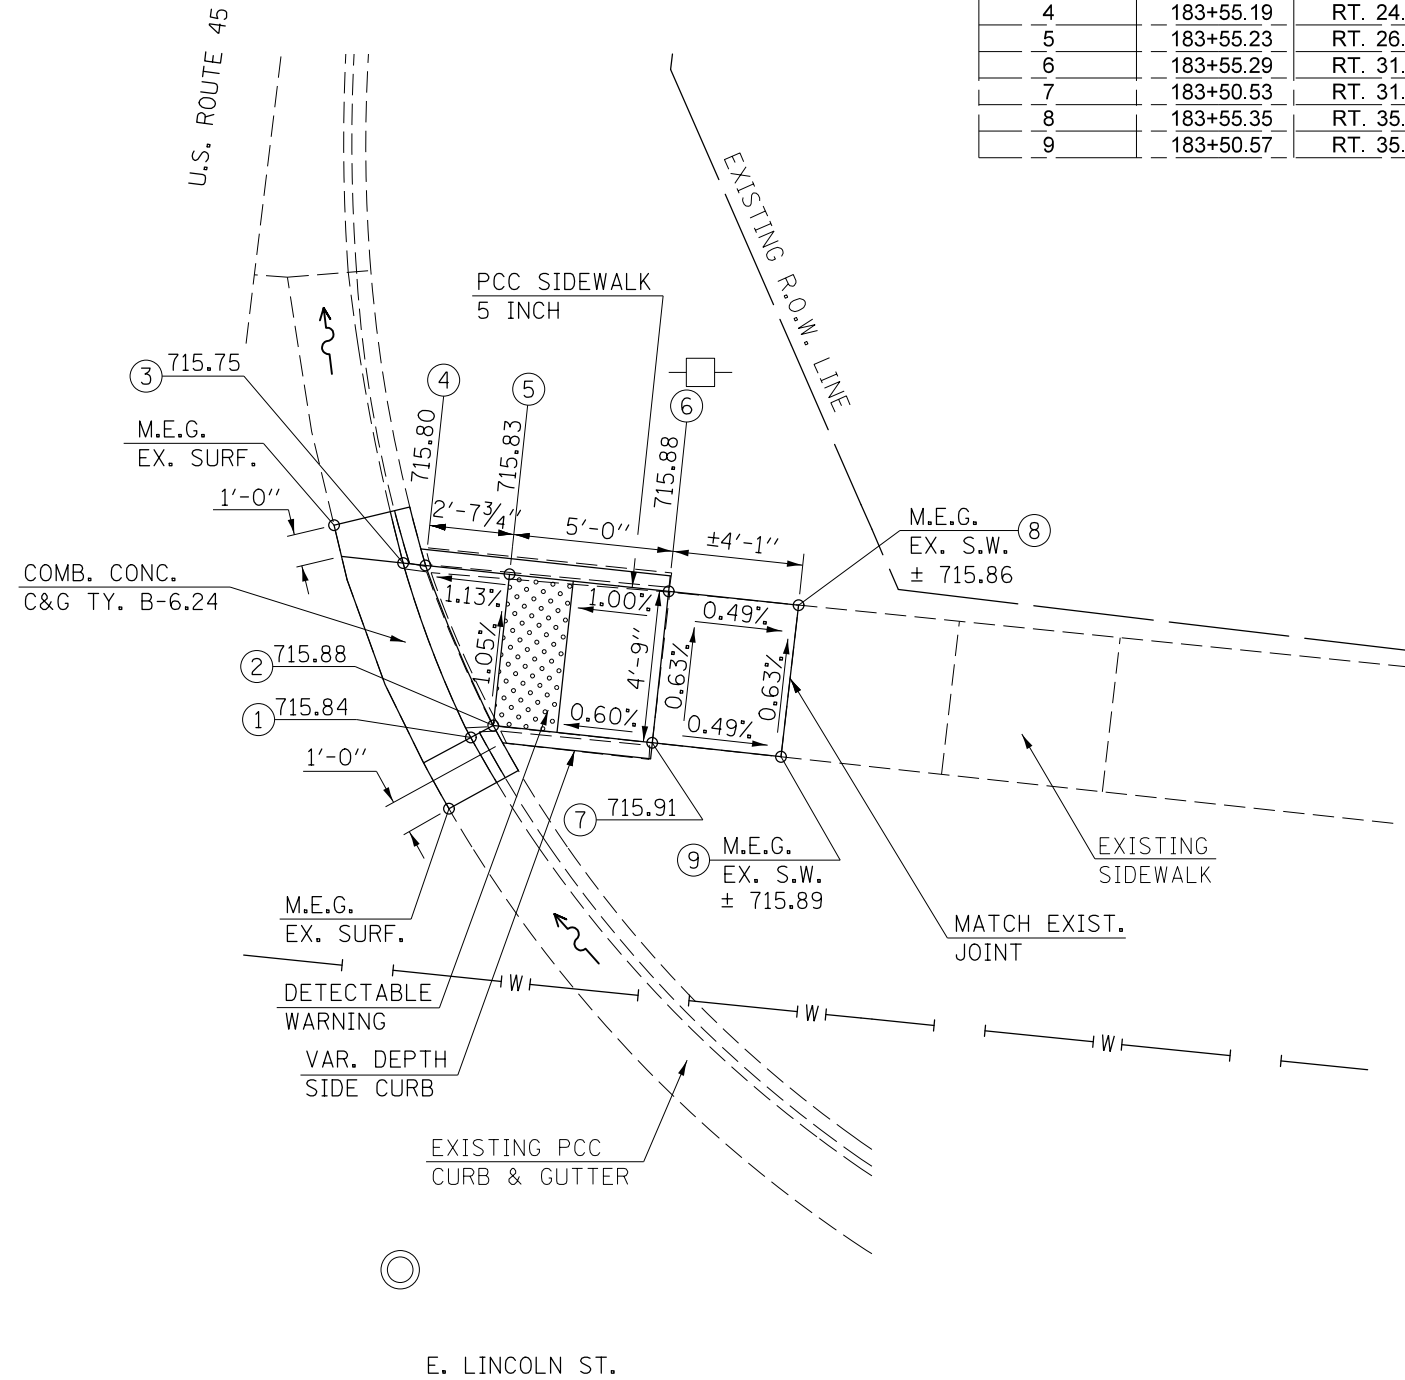 4 183+55.19 RT. 24.
5 183+55.23 RT. 26.
6 183+55.29 RT. 31.
7 183+50.53 RT. 31.
8 183+55.35 RT. 35.
9 183+50.57 RT. 35.
U.S. ROUTE 45
EXISTING R.O.W. LINE
PCC SIDEWALK
5 INCH
3 715.75
4
715.80
5
715.83
6
715.88
M.E.G.
EX. SURF.
1'-0"
2'-7 3/4"
5'-0"
±4'-1"
M.E.G.
EX. S.W.
± 715.86
8
COMB. CONC.
C&G TY. B-6.24
1.13%
1.00%
0.49%
1.05%
4'-9"
0.63%
0.63%
2 715.88
1 715.84
0.60%
0.49%
1'-0"
7 715.91
9
M.E.G.
EX. S.W.
± 715.89
EXISTING
SIDEWALK
M.E.G.
EX. SURF.
MATCH EXIST.
JOINT
DETECTABLE
WARNING
W
W
W
VAR. DEPTH
SIDE CURB
EXISTING PCC
CURB & GUTTER
E. LINCOLN ST.